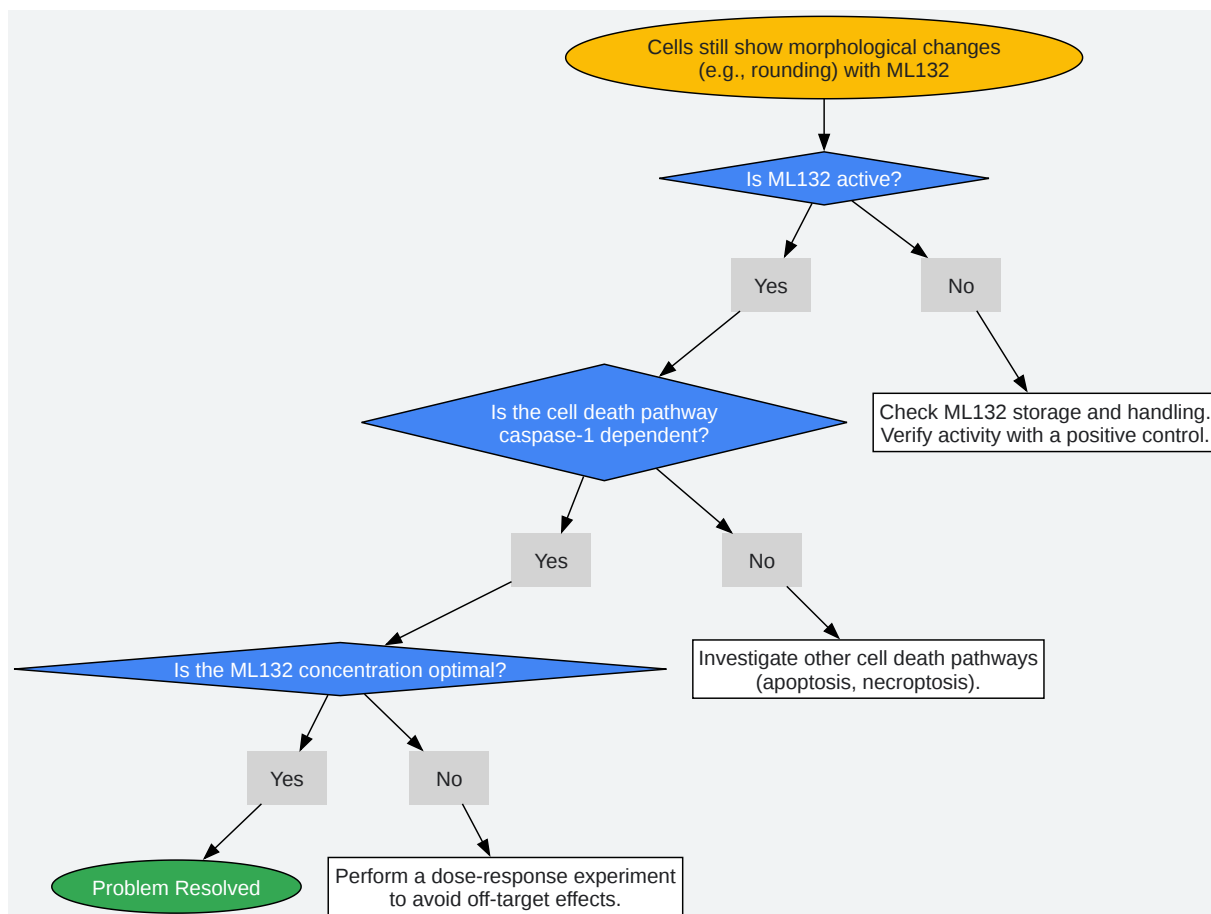 Cells still show morphological changes
(e.g., rounding) with ML132
Is ML132 active?
Yes
No
Check ML132 storage and handling.
Verify activity with a positive control.
Is the cell death pathway
caspase-1 dependent?
Yes
No
Investigate other cell death pathways
(apoptosis, necroptosis).
Is the ML132 concentration optimal?
Yes
No
Problem Resolved
Perform a dose-response experiment
to avoid off-target effects.